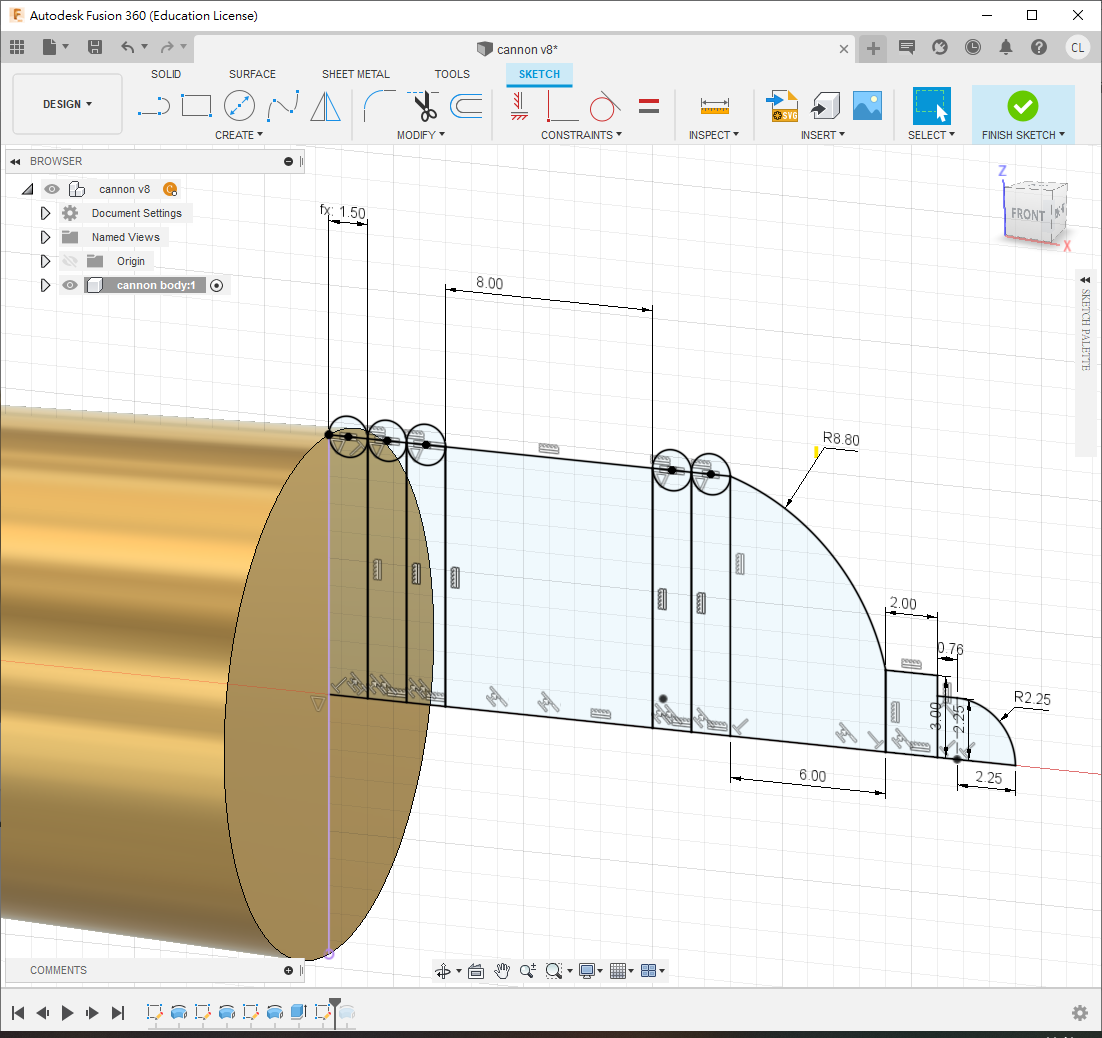 Autodesk Fusion 360 (Education License)
cannon v8*
CL
DESIGN
SOLID
SURFACE
SHEET METAL
TOOLS
SKETCH
CREATE
MODIFY
CONSTRAINTS
INSPECT
SVG
INSERT
SELECT
FINISH SKETCH
BROWSER
cannon v8
Document Settings
Named Views
Origin
cannon body:1
Z
FRONT
X
SKETCH PALETTE
fx: 1.50
8.00
R8.80
2.00
0.76
R2.25
3.00
2.25
6.00
2.25
COMMENTS